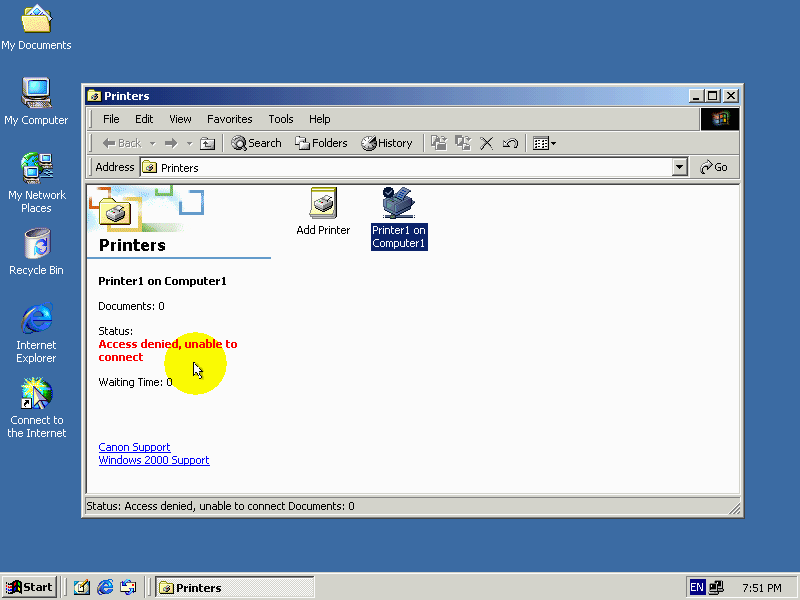 My Documents
My Computer
My Network
Places
Recycle Bin
Internet
Explorer
Connect to
the Internet
Printers
File Edit View Favorites Tools Help
Back Search Folders History
Address Printers Go
Printers
Printer1 on Computer1
Documents: 0
Status:
Access denied, unable to
connect
Waiting Time: 0
Canon Support
Windows 2000 Support
Add Printer
Printer1 on
Computer1
Status: Access denied, unable to connect Documents: 0
Start Printers EN 7:51 PM